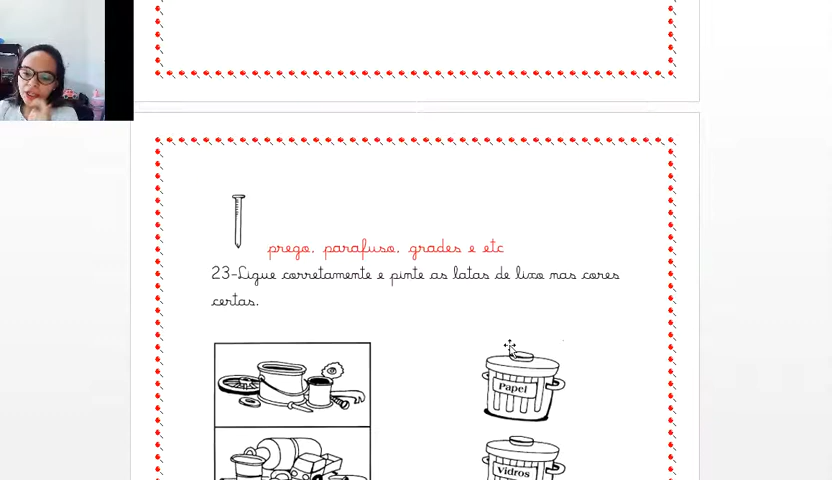 prego, parafuso, grades e etc
23-Ligue corretamente e pinte as latas de lixo nas cores
certas.
Papel
Vidros